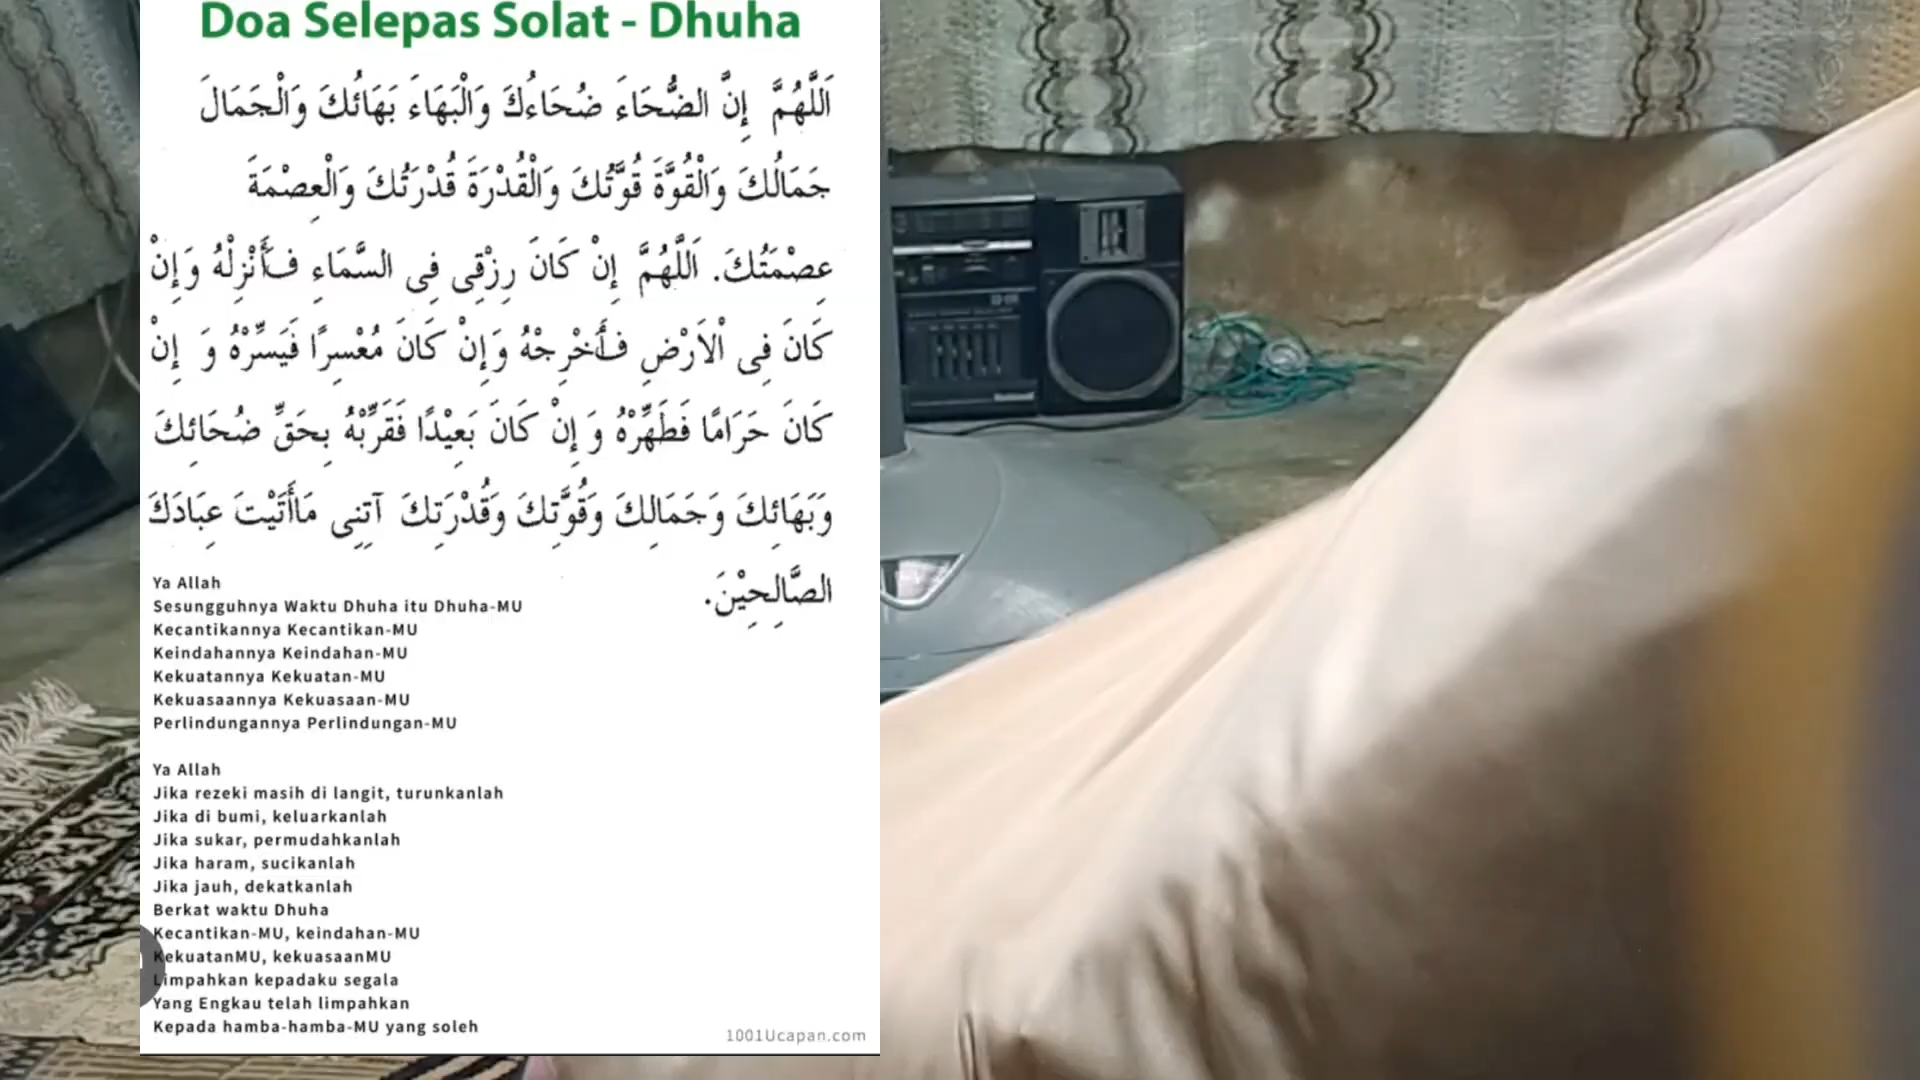 Doa Selepas Solat - Dhuha
اَللَّهُمَّ إِنَّ الضُّحَاءَ ضُحَاءُكَ وَالْبَهَاءَ بَهَائُكَ وَالْجَمَالَ
جَمَالُكَ وَالْقُوَّةَ قُوَّتُكَ وَالْقُدْرَةَ قُدْرَتُكَ وَالْعِصْمَةَ
عِصْمَتُكَ. اَللَّهُمَّ إِنْ كَانَ رِزْقِى فِى السَّمَاءِ فَأَنْزِلْهُ وَإِنْ
كَانَ فِى اْلاَرْضِ فَأَخْرِجْهُ وَإِنْ كَانَ مُعْسِرًا فَيَسِّرْهُ وَ إِنْ
كَانَ حَرَامًا فَطَهِّرْهُ وَ إِنْ كَانَ بَعِيْدًا فَقَرِّبْهُ بِحَقِّ ضُحَائِكَ
وَبَهَائِكَ وَجَمَالِكَ وَقُوَّتِكَ وَقُدْرَتِكَ آتِنِى مَاأَتَيْتَ عِبَادَكَ
الصَّالِحِيْنَ.
Ya Allah
Sesungguhnya Waktu Dhuha itu Dhuha-MU
Kecantikannya Kecantikan-MU
Keindahannya Keindahan-MU
Kekuatannya Kekuatan-MU
Kekuasaannya Kekuasaan-MU
Perlindungannya Perlindungan-MU
Ya Allah
Jika rezeki masih di langit, turunkanlah
Jika di bumi, keluarkanlah
Jika sukar, permudahkanlah
Jika haram, sucikanlah
Jika jauh, dekatkanlah
Berkat waktu Dhuha
Kecantikan-MU, keindahan-MU
KekuatanMU, kekuasaanMU
Limpahkan kepadaku segala
Yang Engkau telah limpahkan
Kepada hamba-hamba-MU yang soleh
1001Ucapan.com